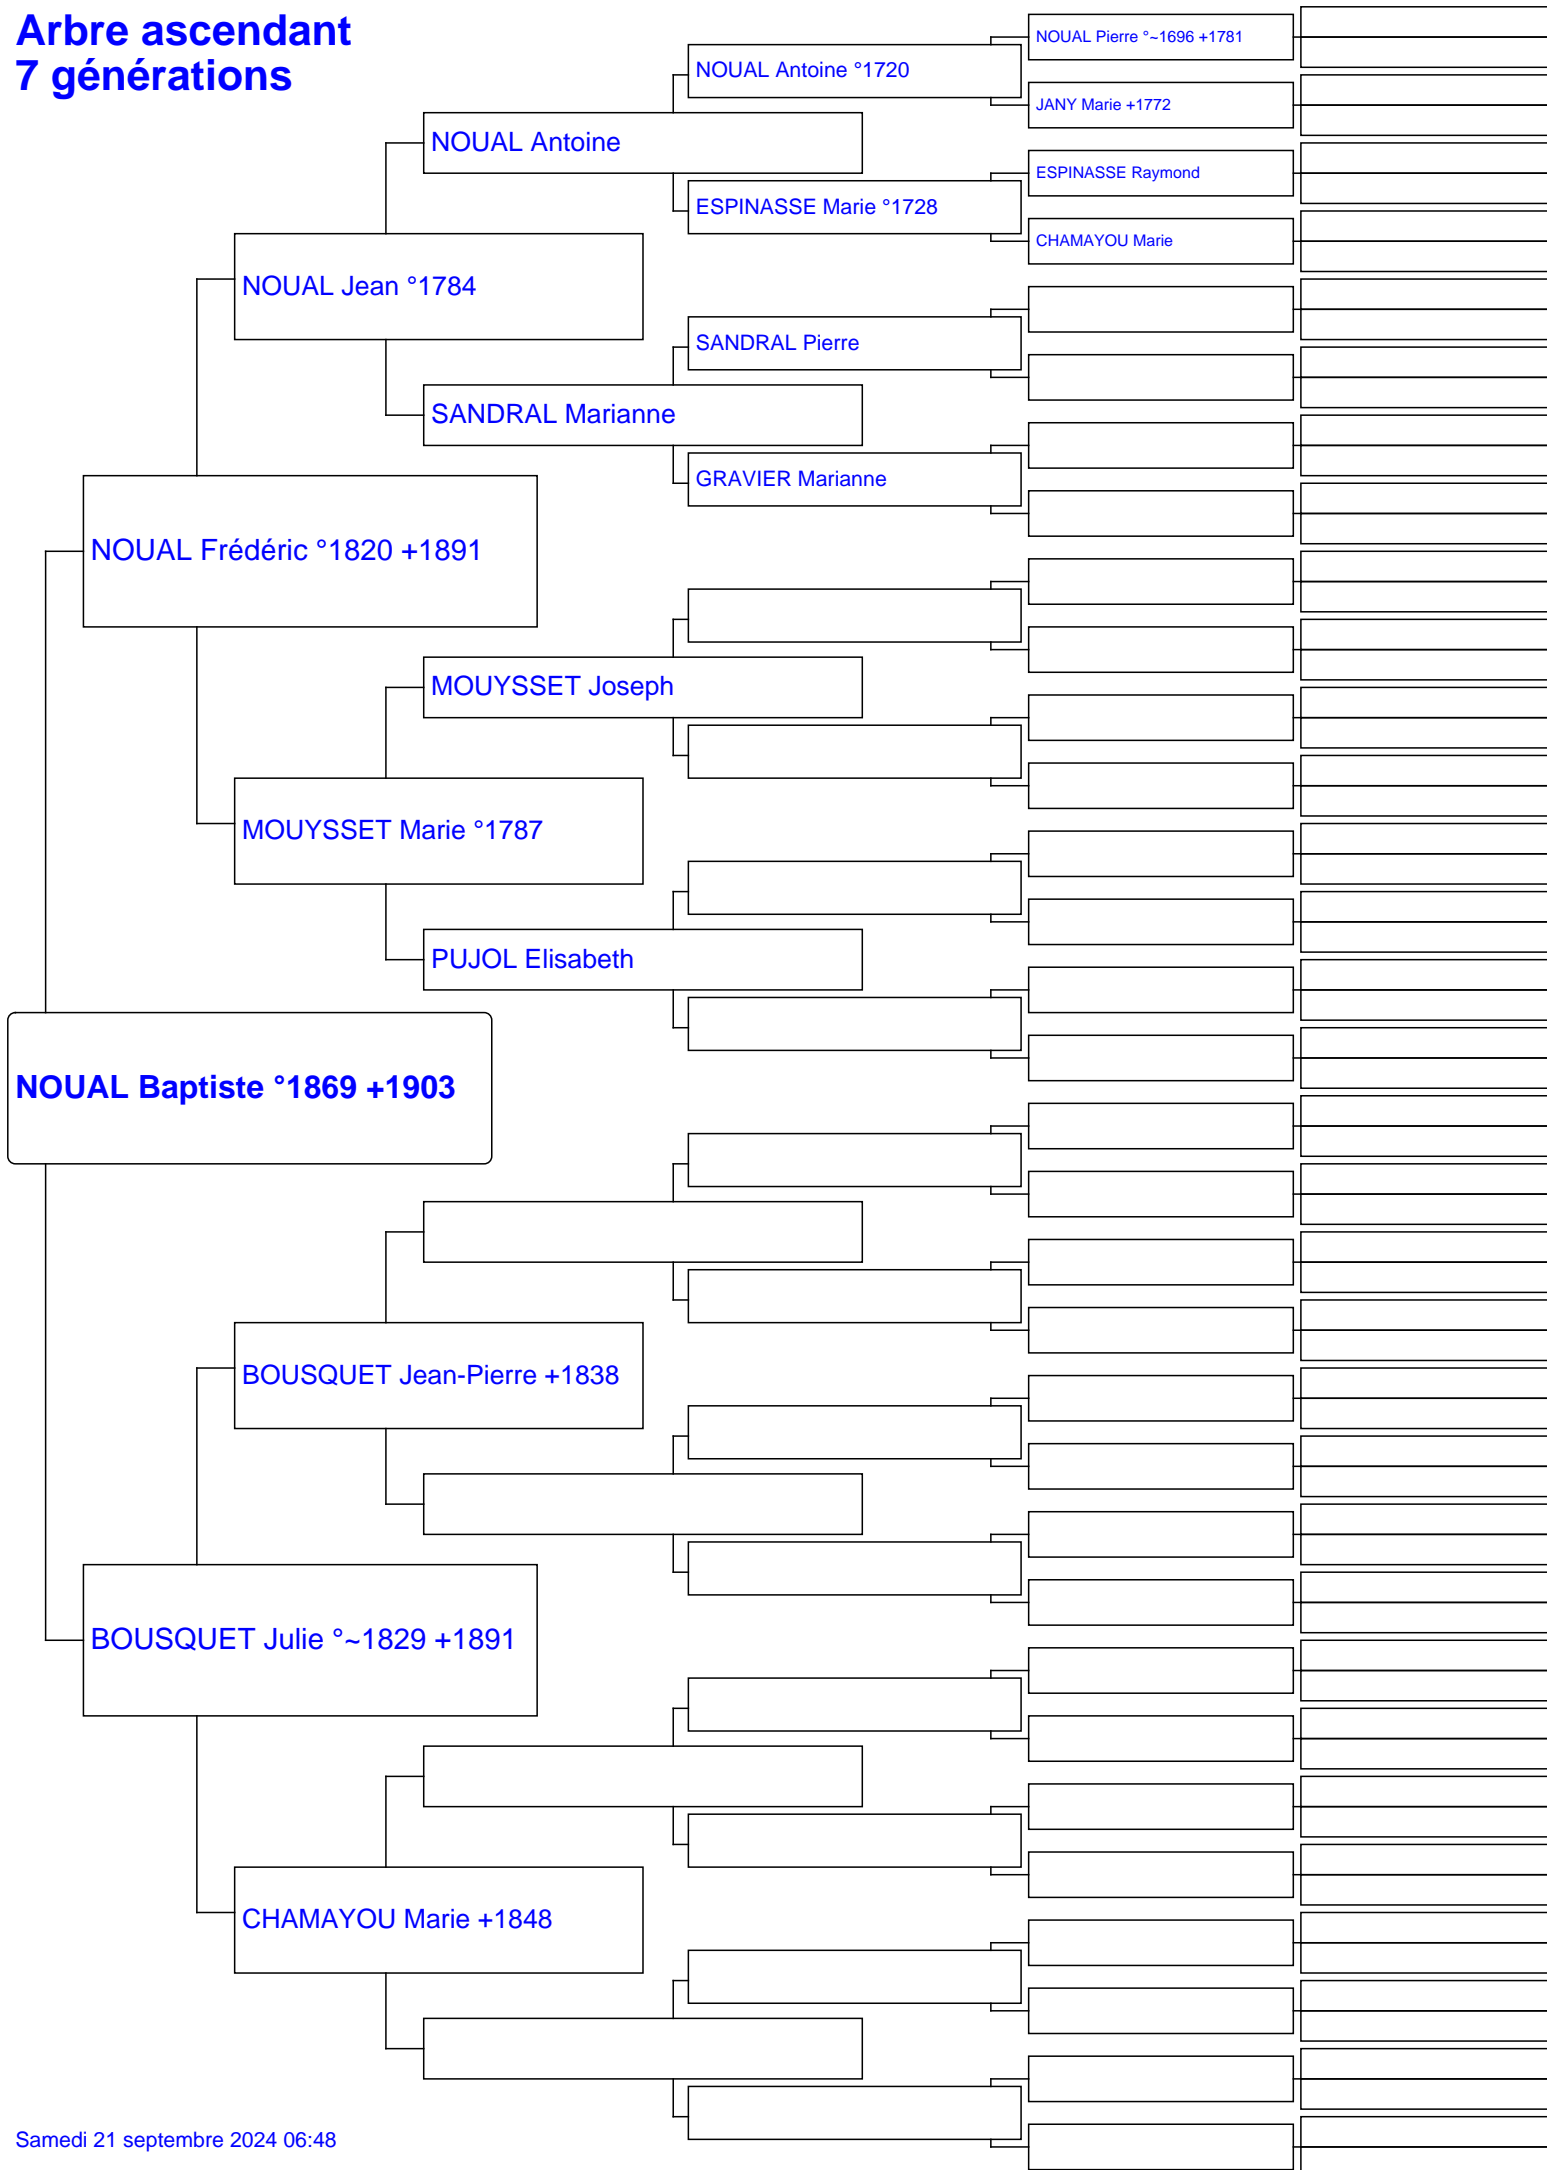 Arbre ascendant
7 générations
NOUAL Pierre °~1696 +1781
NOUAL Antoine °1720
JANY Marie +1772
NOUAL Antoine
ESPINASSE Raymond
ESPINASSE Marie °1728
CHAMAYOU Marie
NOUAL Jean °1784
SANDRAL Pierre
SANDRAL Marianne
GRAVIER Marianne
NOUAL Frédéric °1820 +1891
MOUYSSET Joseph
MOUYSSET Marie °1787
PUJOL Elisabeth
NOUAL Baptiste °1869 +1903
BOUSQUET Jean-Pierre +1838
BOUSQUET Julie °~1829 +1891
CHAMAYOU Marie +1848
Samedi 21 septembre 2024 06:48